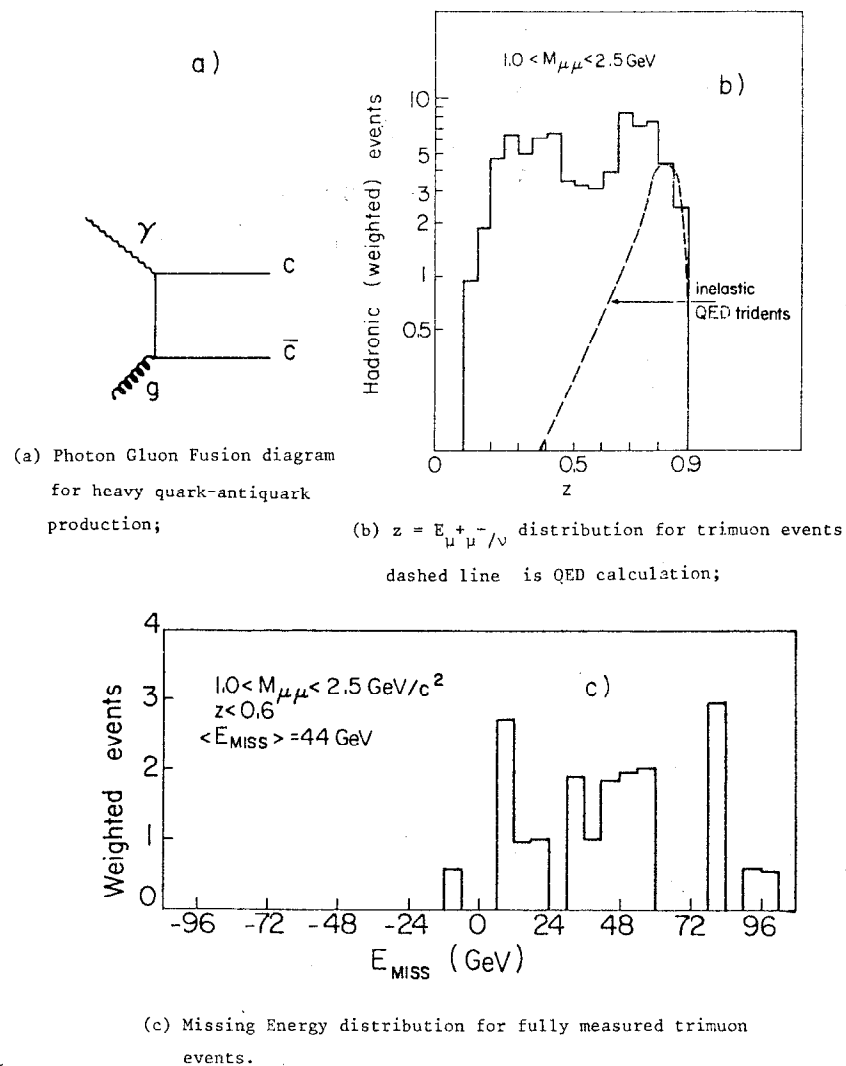 a)
γ
c
c̄
g
(a) Photon Gluon Fusion diagram
for heavy quark-antiquark
production;
1.0 < Mμμ < 2.5 GeV
b)
Hadronic (weighted) events
10
5
3
2
1
0.5
inelastic
QED tridents
0
0.5
0.9
z
(b) z = Eμ+μ-/ν distribution for trimuon events
dashed line is QED calculation;
Weighted events
4
3
2
1
0
1.0 < Mμμ < 2.5 GeV/c²
z < 0.6
<EMISS> = 44 GeV
c)
-96 -72 -48 -24 0 24 48 72 96
EMISS (GeV)
(c) Missing Energy distribution for fully measured trimuon
events.